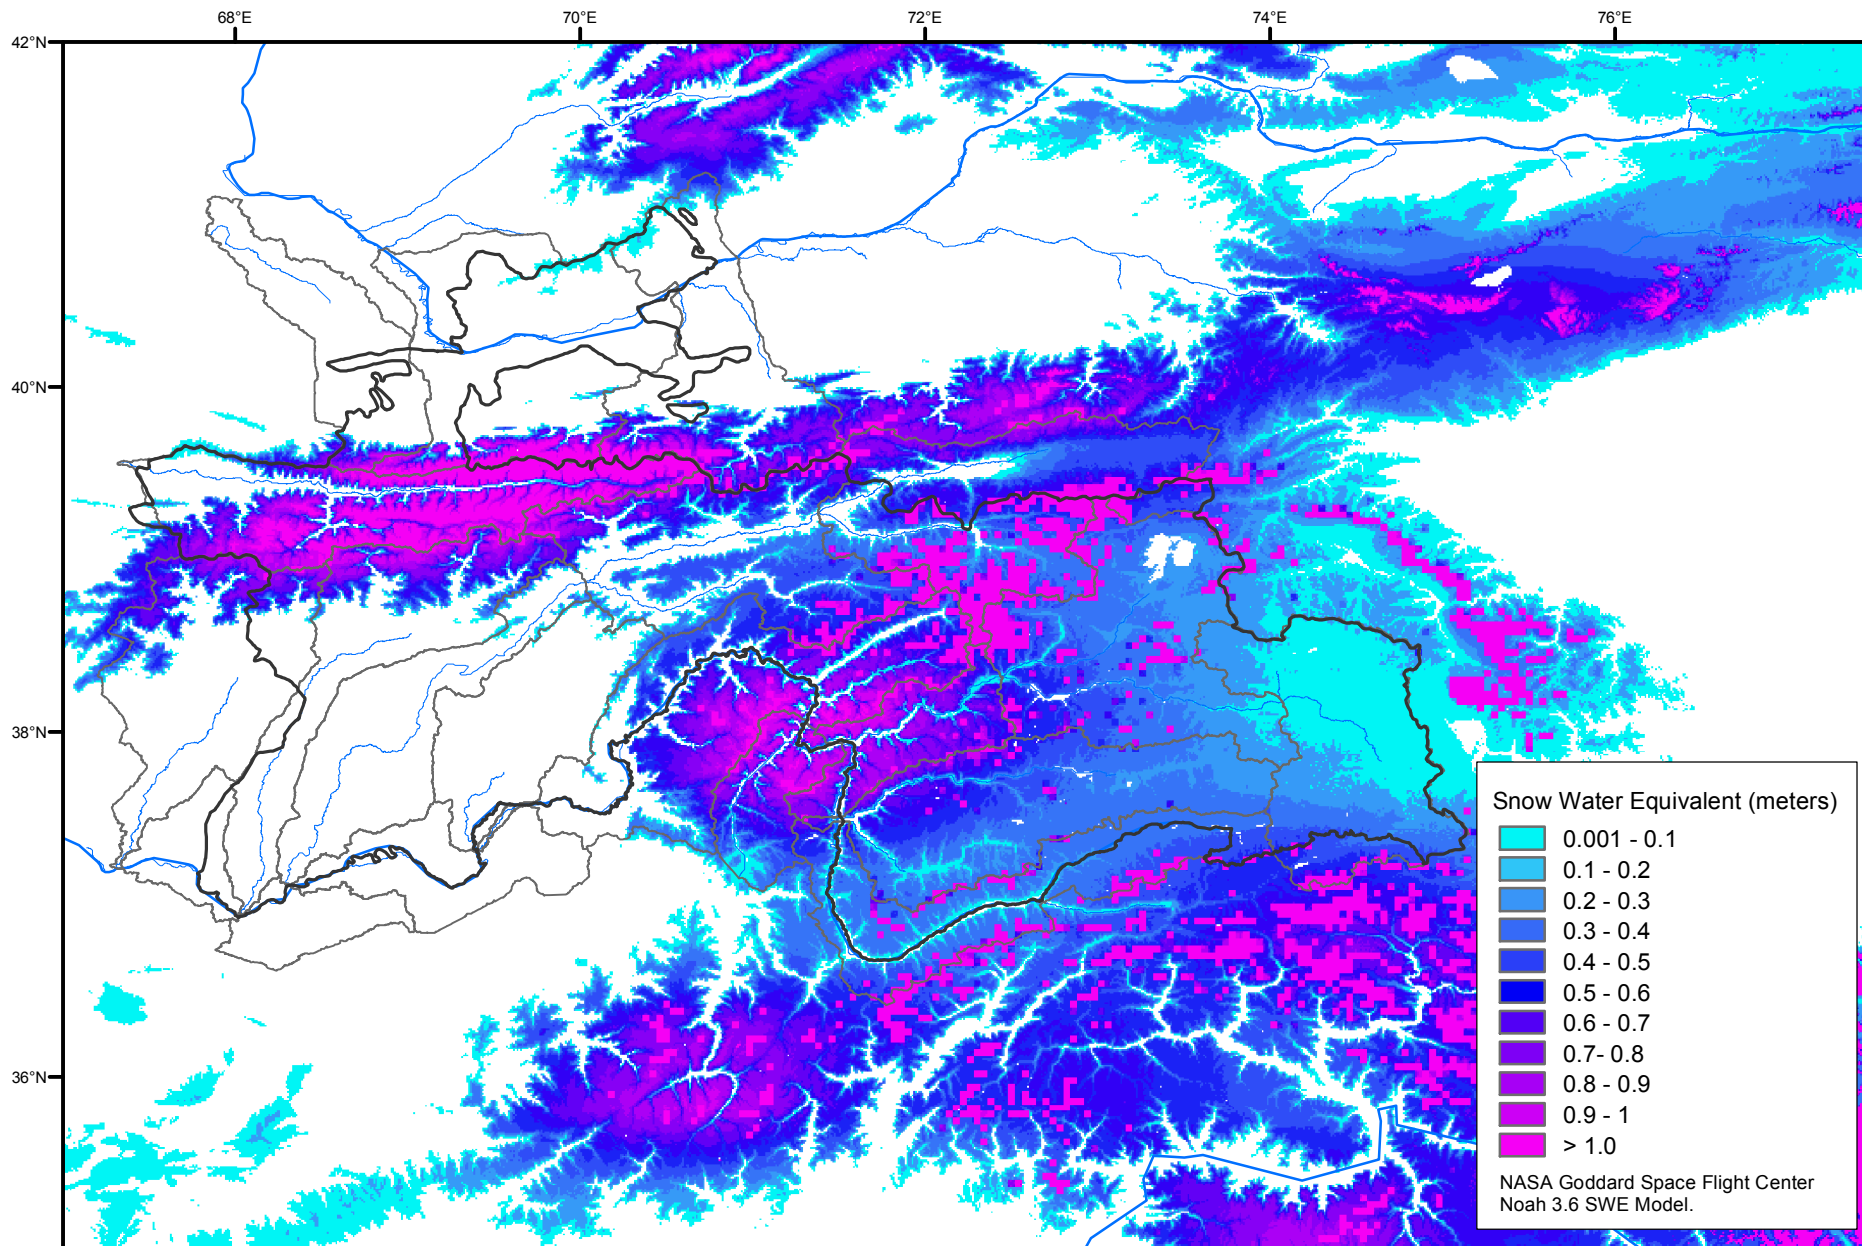 68°E
70°E
72°E
74°E
76°E
42°N
40°N
38°N
36°N
Snow Water Equivalent (meters)
0.001 - 0.1
0.1 - 0.2
0.2 - 0.3
0.3 - 0.4
0.4 - 0.5
0.5 - 0.6
0.6 - 0.7
0.7- 0.8
0.8 - 0.9
0.9 - 1
> 1.0
NASA Goddard Space Flight Center
Noah 3.6 SWE Model.